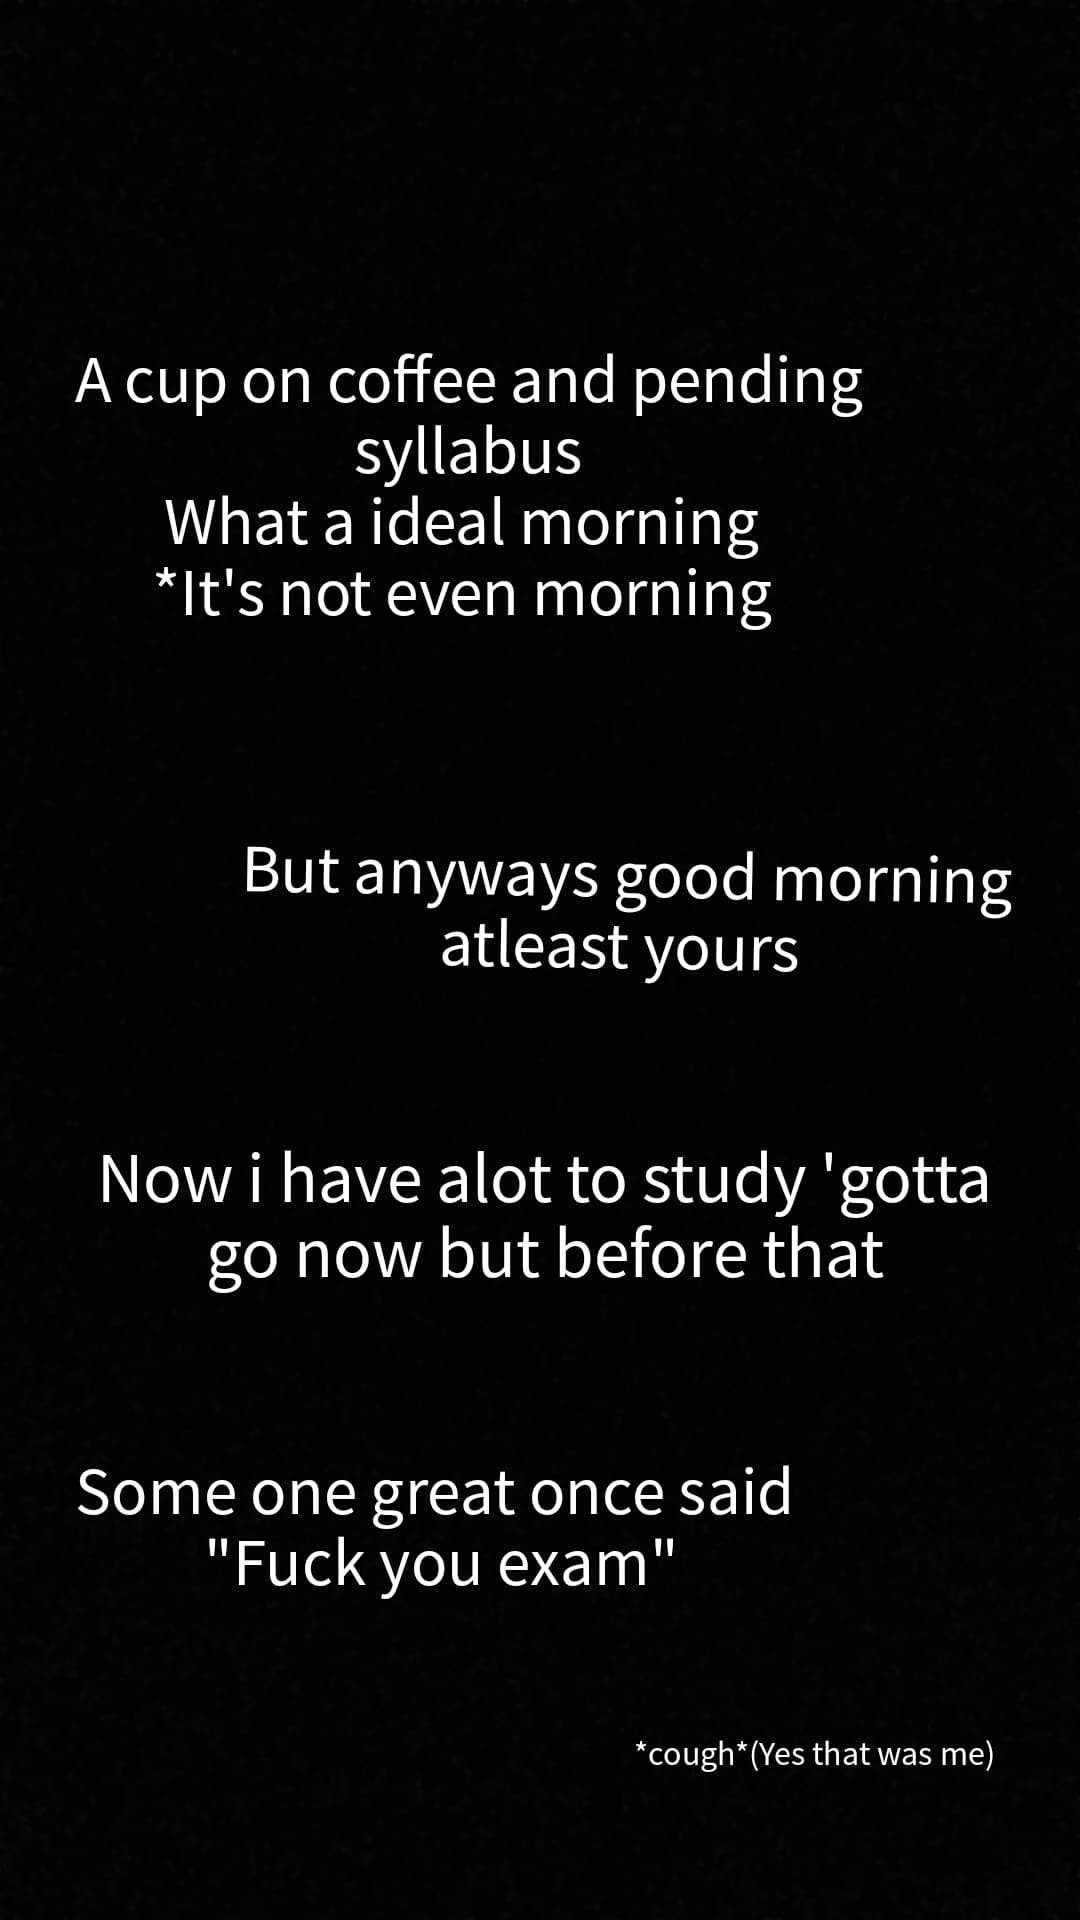 A cup on coffee and pending
syllabus
What a ideal morning
*It's not even morning
But anyways good morning
atleast yours
Now i have alot to study 'gotta
go now but before that
Some one great once said
"Fuck you exam"
*cough*(Yes that was me)